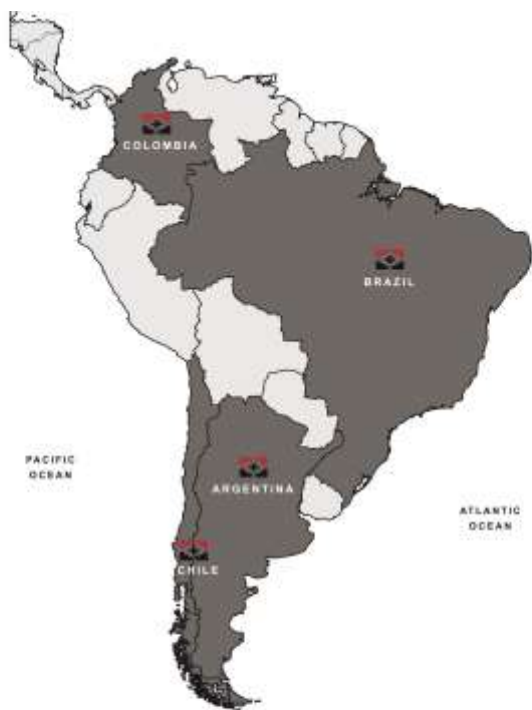 COLOMBIA
BRAZIL
PACIFIC
OCEAN
ARGENTINA
ATLANTIC
OCEAN
CHILE